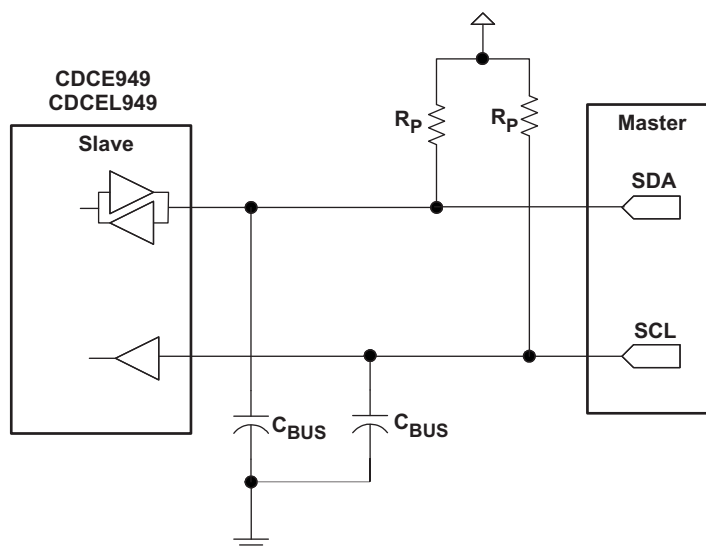 CDCE949
CDCEL949
Slave
RP
RP
Master
SDA
SCL
CBUS
CBUS